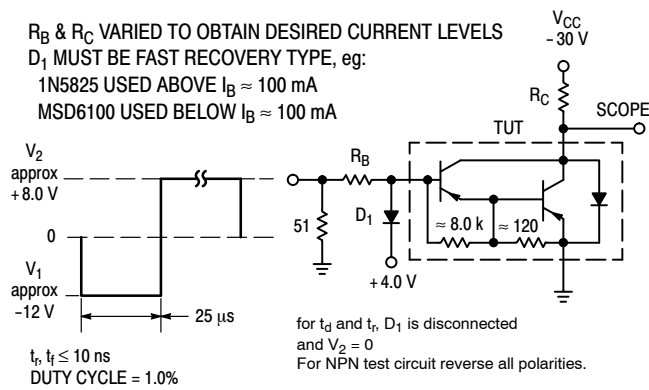 R_B & R_C VARIED TO OBTAIN DESIRED CURRENT LEVELS
D_1 MUST BE FAST RECOVERY TYPE, eg:
1N5825 USED ABOVE I_B ≈ 100 mA
MSD6100 USED BELOW I_B ≈ 100 mA
V_CC
- 30 V
R_C
SCOPE
TUT
V_2
approx
+8.0 V
0
V_1
approx
-12 V
25 μs
t_r, t_f ≤ 10 ns
DUTY CYCLE = 1.0%
R_B
51
D_1
+4.0 V
≈ 8.0 k
≈ 120
for t_d and t_r, D_1 is disconnected
and V_2 = 0
For NPN test circuit reverse all polarities.